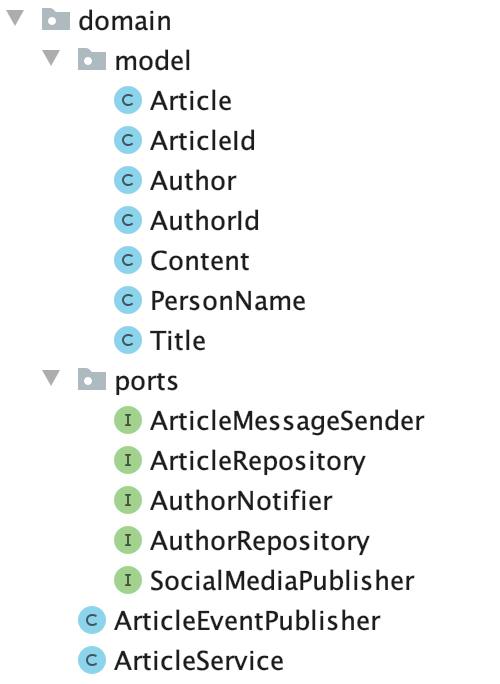 domain
model
C Article
C ArticleId
C Author
C AuthorId
C Content
C PersonName
C Title
ports
I ArticleMessageSender
I ArticleRepository
I AuthorNotifier
I AuthorRepository
I SocialMediaPublisher
C ArticleEventPublisher
C ArticleService